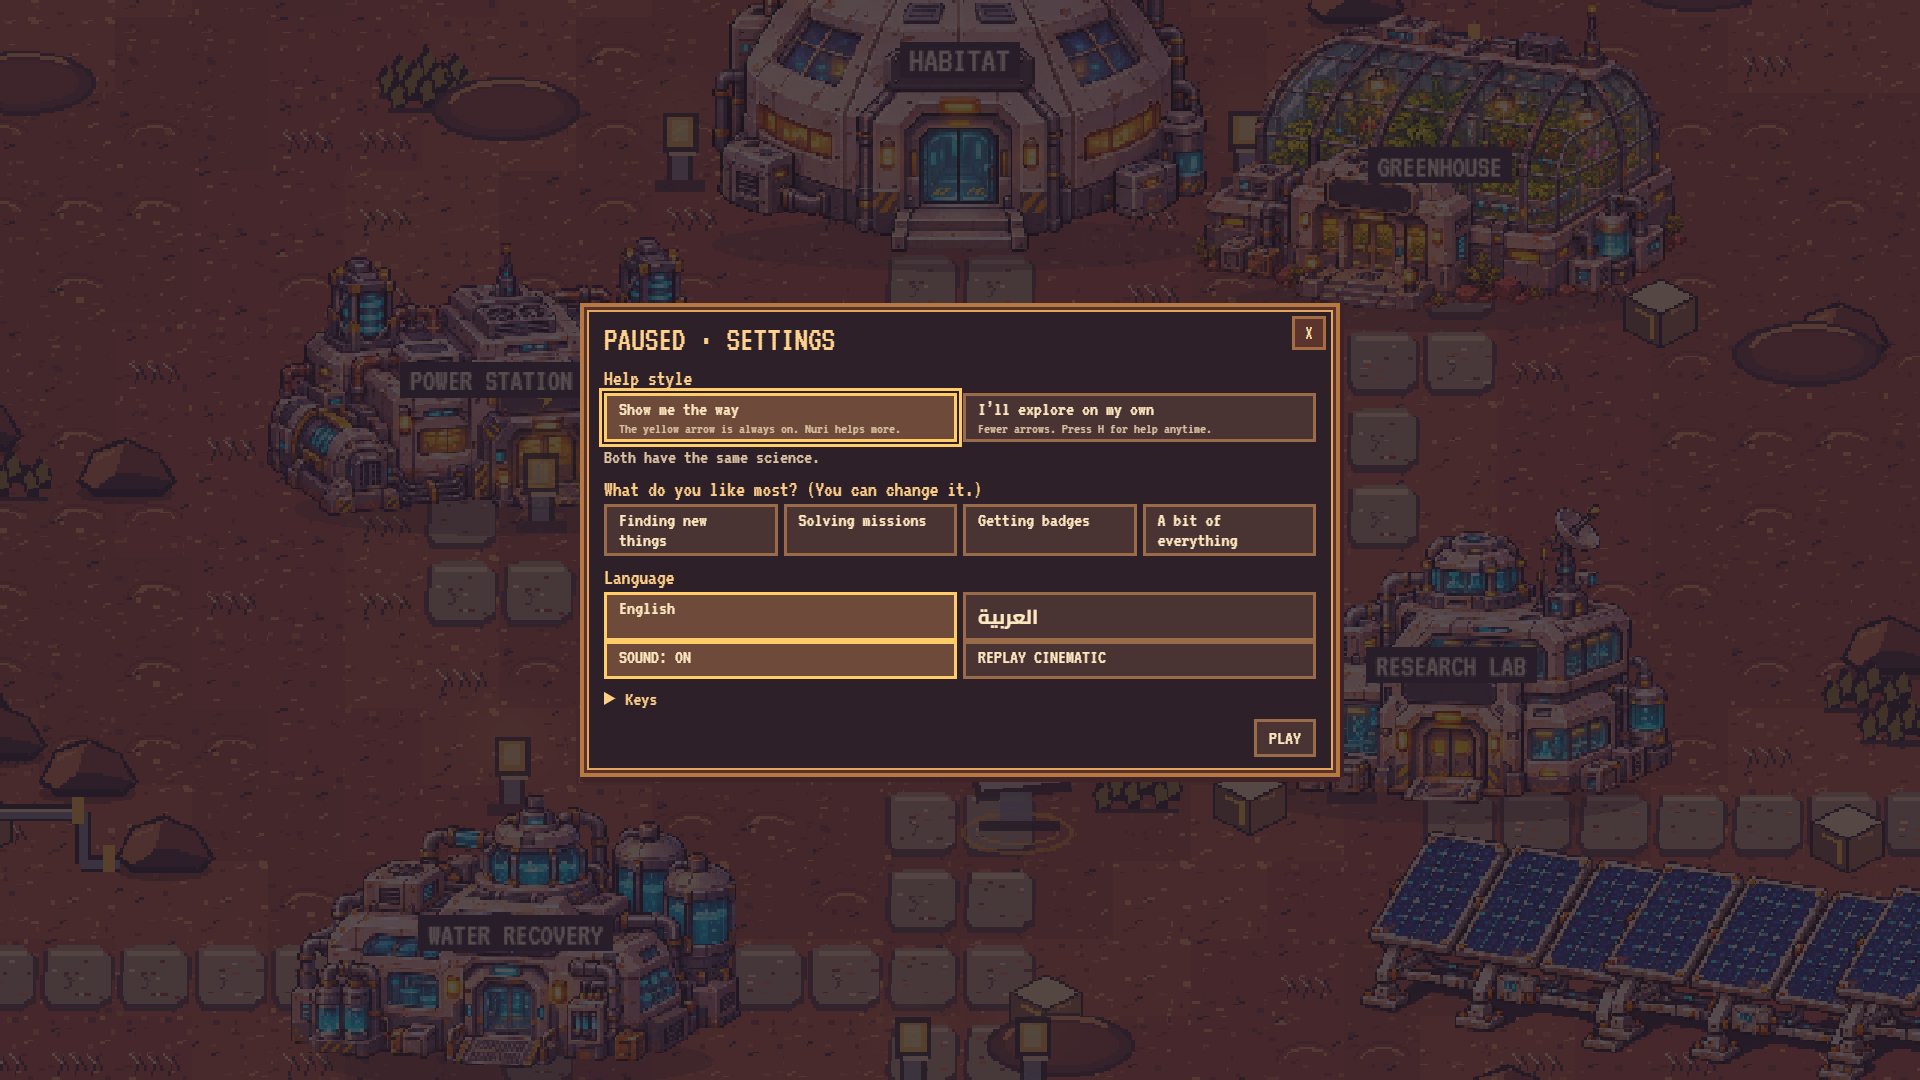 HABITAT
GREENHOUSE
POWER STATION
PAUSED · SETTINGS
X
Help style
Show me the way
The yellow arrow is always on. Nuri helps more.
I'll explore on my own
Fewer arrows. Press H for help anytime.
Both have the same science.
What do you like most? (You can change it.)
Finding new
things
Solving missions
Getting badges
A bit of
everything
Language
English
العربية
SOUND: ON
REPLAY CINEMATIC
Keys
PLAY
RESEARCH LAB
WATER RECOVERY